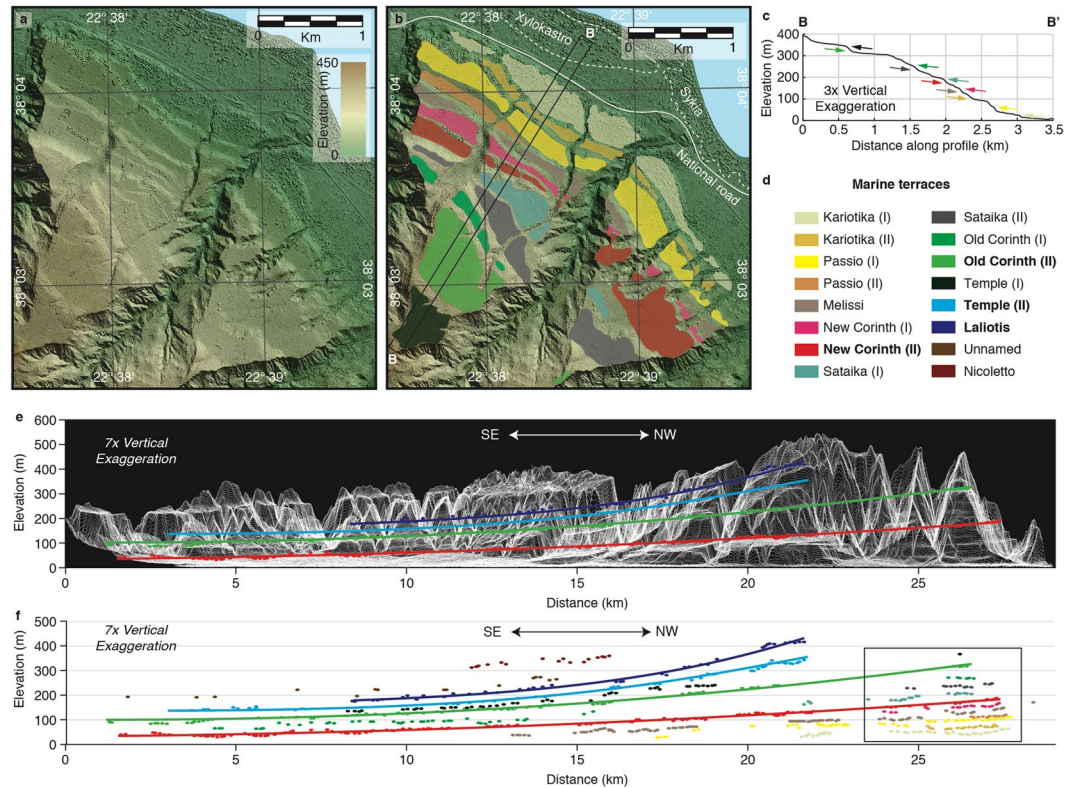 a
22° 38'
0 Km 1
450
Elevation (m)
0
38° 04'
22° 39'
38° 03'
38° 03'
22° 38'
22° 39'
b
22° 38'
Xylokastro
B'
22° 39'
0 Km 1
38° 04'
Sykia
National road
38° 03'
38° 03'
B
22° 38'
22° 39'
c
B
B'
Elevation (m)
400
300
200
100
0
3x Vertical
Exaggeration
0 0.5 1 1.5 2 2.5 3 3.5
Distance along profile (km)
d
Marine terraces
Kariotika (I)
Kariotika (II)
Passio (I)
Passio (II)
Melissi
New Corinth (I)
New Corinth (II)
Sataika (I)
Sataika (II)
Old Corinth (I)
Old Corinth (II)
Temple (I)
Temple (II)
Laliotis
Unnamed
Nicoletto
e
7x Vertical
Exaggeration
SE NW
Elevation (m)
600
500
400
300
200
100
0
0 5 10 15 20 25
Distance (km)
f
7x Vertical
Exaggeration
SE NW
Elevation (m)
500
400
300
200
100
0
0 5 10 15 20 25
Distance (km)